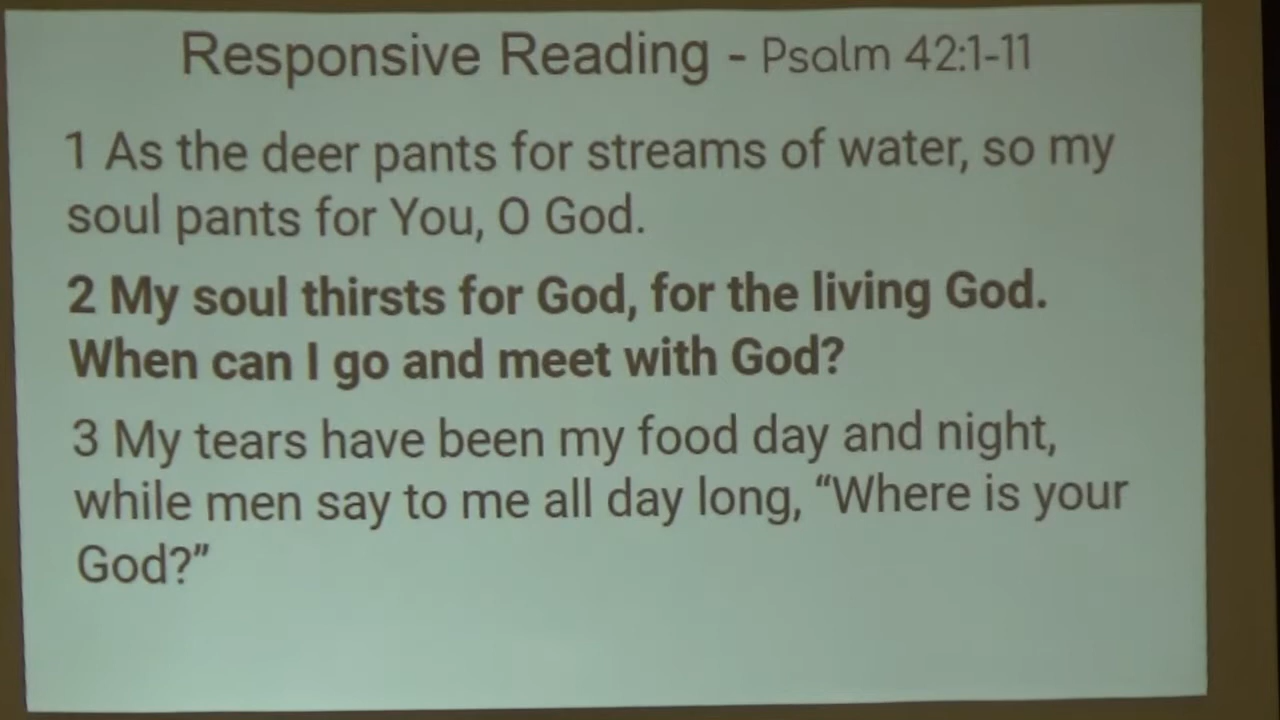 Responsive Reading - Psalm 42:1-11
1 As the deer pants for streams of water, so my
soul pants for You, O God.
2 My soul thirsts for God, for the living God.
When can I go and meet with God?
3 My tears have been my food day and night,
while men say to me all day long, “Where is your
God?”